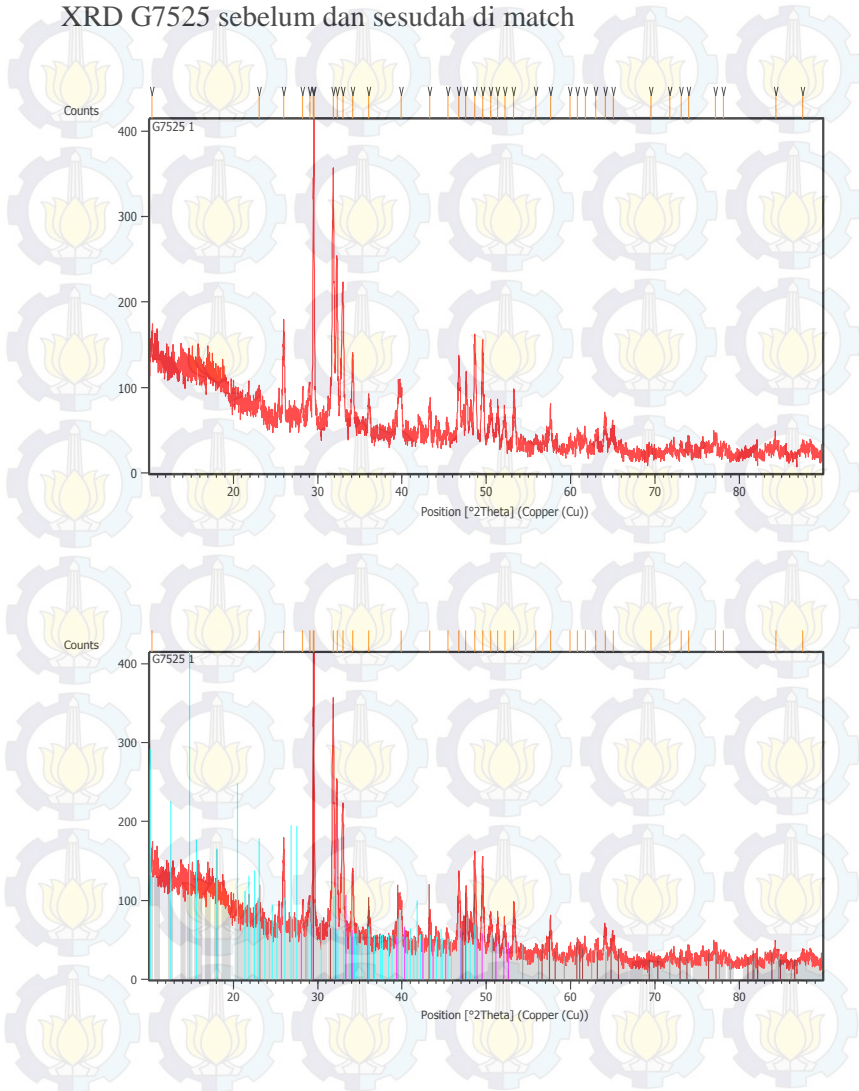 XRD G7525 sebelum dan sesudah di match
Counts
G7525 1
400
300
200
100
0
20 30 40 50 60 70 80
Position [°2Theta] (Copper (Cu))
Counts
G7525 1
400
300
200
100
0
20 30 40 50 60 70 80
Position [°2Theta] (Copper (Cu))